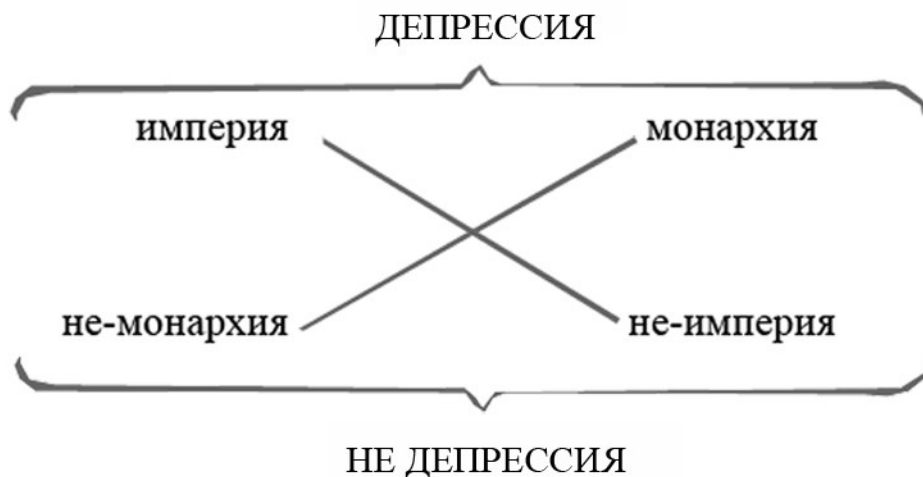 ДЕПРЕССИЯ
империя монархия
не-монархия не-империя
НЕ ДЕПРЕССИЯ